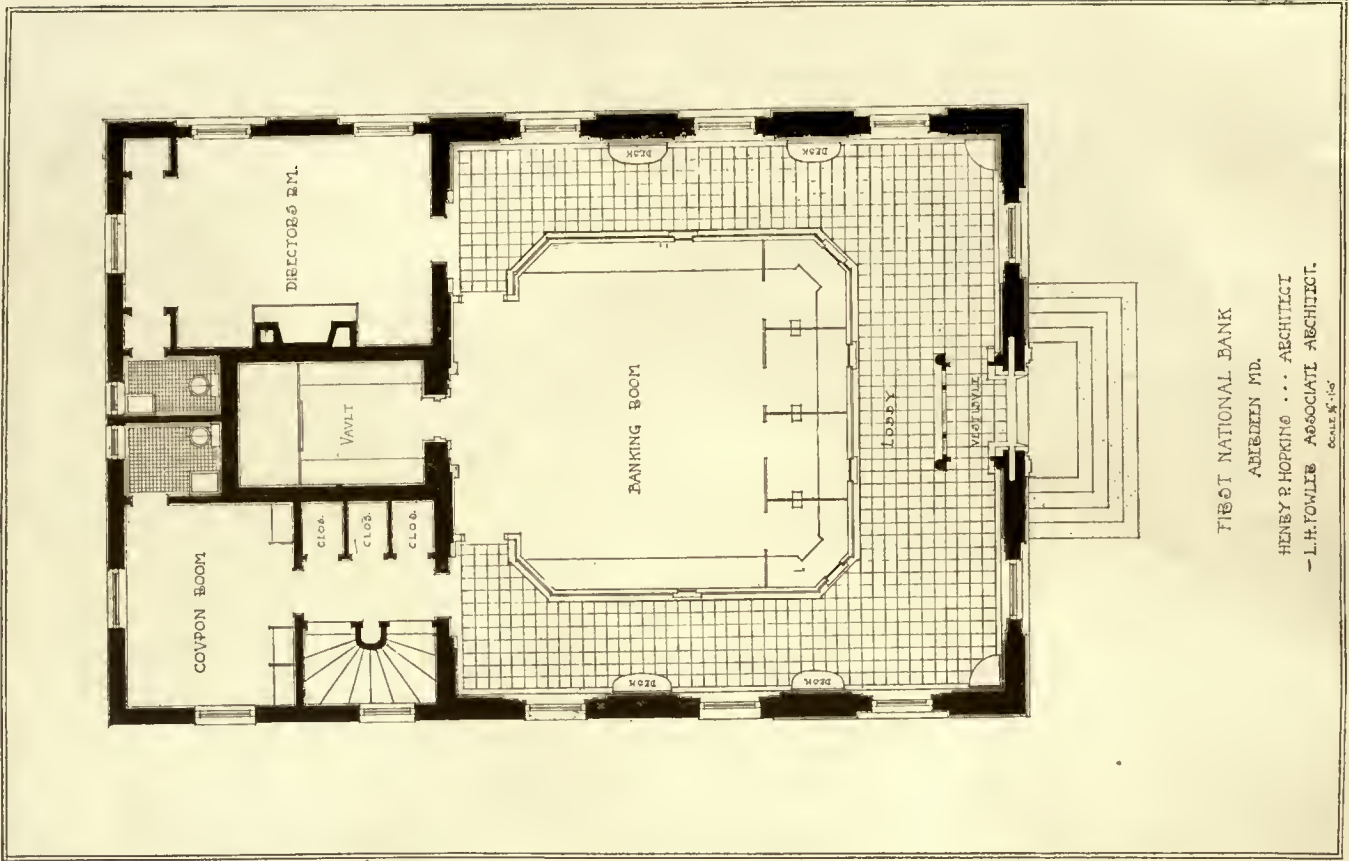 DIRECTORS RM.
VAULT
COUPON ROOM
CLOS.
CLOS.
CLOS.
BANKING ROOM
DESK
DESK
DESK
DESK
LOBBY
VESTIBULE
FIRST NATIONAL BANK
ABERDEEN MD.
HENRY P. HOPKINS ··· ARCHITECT
– L.H. FOWLER ASSOCIATE ARCHITECT.
SCALE